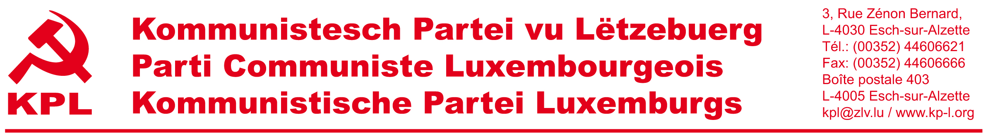 KPL
Kommunistesch Partei vu Lëtzebuerg
Parti Communiste Luxembourgeois
Kommunistische Partei Luxemburgs
3, Rue Zénon Bernard,
L-4030 Esch-sur-Alzette
Tél.: (00352) 44606621
Fax: (00352) 44606666
Boîte postale 403
L-4005 Esch-sur-Alzette
kpl@zlv.lu / www.kp-l.org